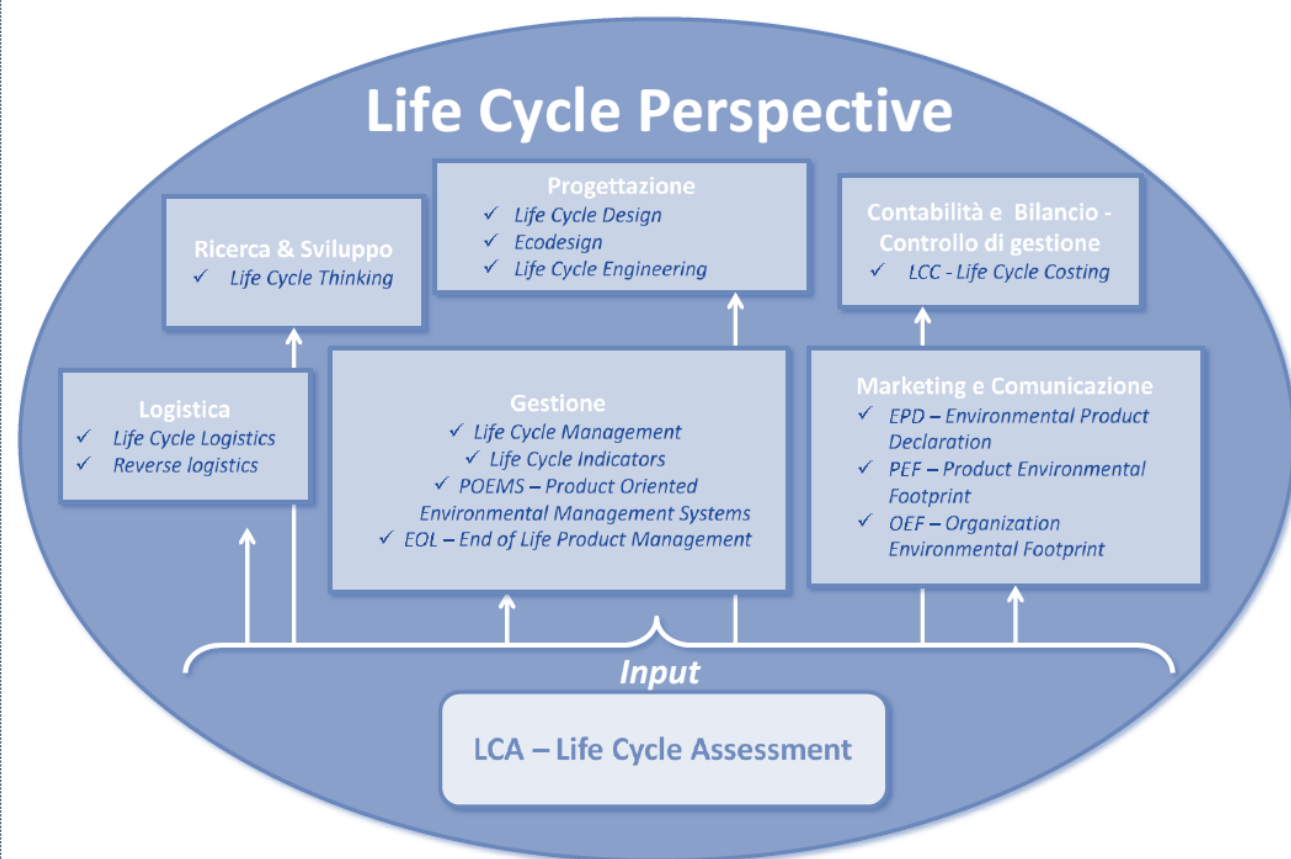 Life Cycle Perspective
Ricerca & Sviluppo
✓ Life Cycle Thinking
Progettazione
✓ Life Cycle Design
✓ Ecodesign
✓ Life Cycle Engineering
Contabilità e Bilancio -
Controllo di gestione
✓ LCC - Life Cycle Costing
Logistica
✓ Life Cycle Logistics
✓ Reverse logistics
Gestione
✓ Life Cycle Management
✓ Life Cycle Indicators
✓ POEMS – Product Oriented
Environmental Management Systems
✓ EOL – End of Life Product Management
Marketing e Comunicazione
✓ EPD – Environmental Product
Declaration
✓ PEF – Product Environmental
Footprint
✓ OEF – Organization
Environmental Footprint
Input
LCA – Life Cycle Assessment